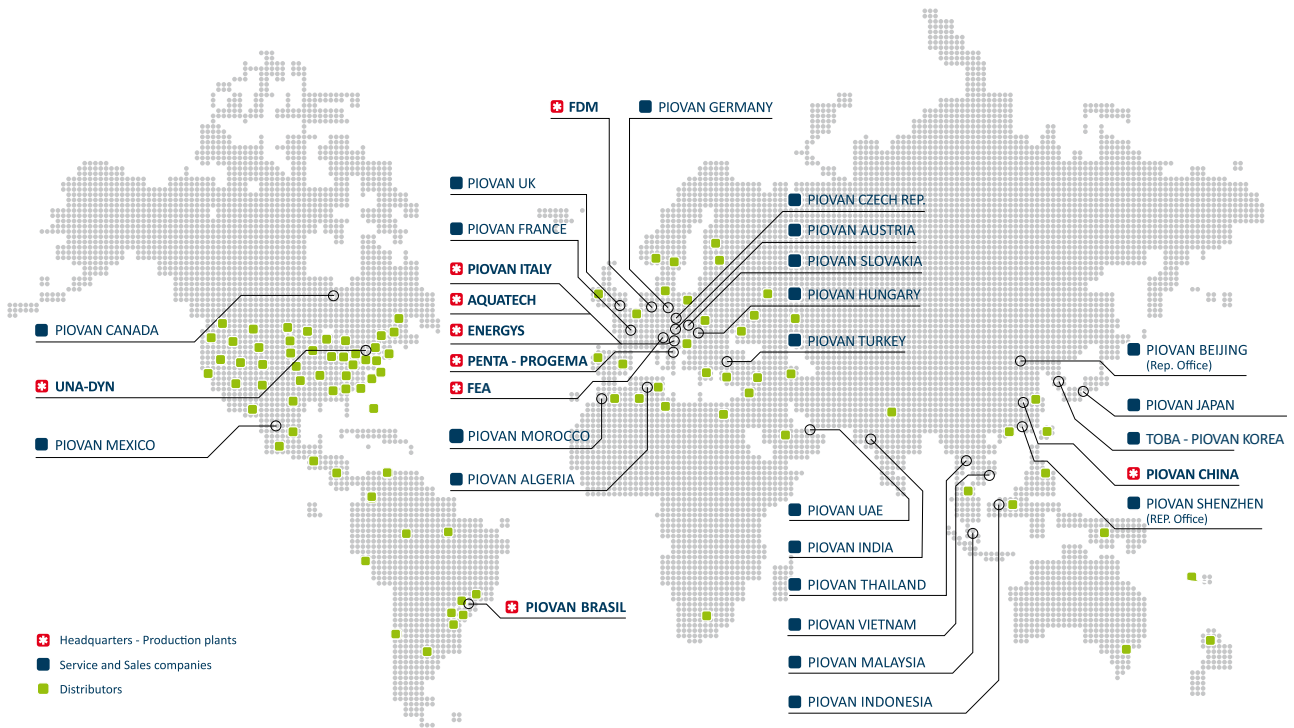 FDM
PIOVAN GERMANY
PIOVAN UK
PIOVAN FRANCE
PIOVAN ITALY
AQUATECH
ENERGYS
PENTA - PROGEMA
FEA
PIOVAN MOROCCO
PIOVAN ALGERIA
PIOVAN CZECH REP.
PIOVAN AUSTRIA
PIOVAN SLOVAKIA
PIOVAN HUNGARY
PIOVAN TURKEY
PIOVAN CANADA
UNA-DYN
PIOVAN MEXICO
PIOVAN BEIJING
(Rep. Office)
PIOVAN JAPAN
TOBA - PIOVAN KOREA
PIOVAN CHINA
PIOVAN SHENZHEN
(REP. Office)
PIOVAN UAE
PIOVAN INDIA
PIOVAN THAILAND
PIOVAN VIETNAM
PIOVAN MALAYSIA
PIOVAN INDONESIA
PIOVAN BRASIL
Headquarters - Production plants
Service and Sales companies
Distributors